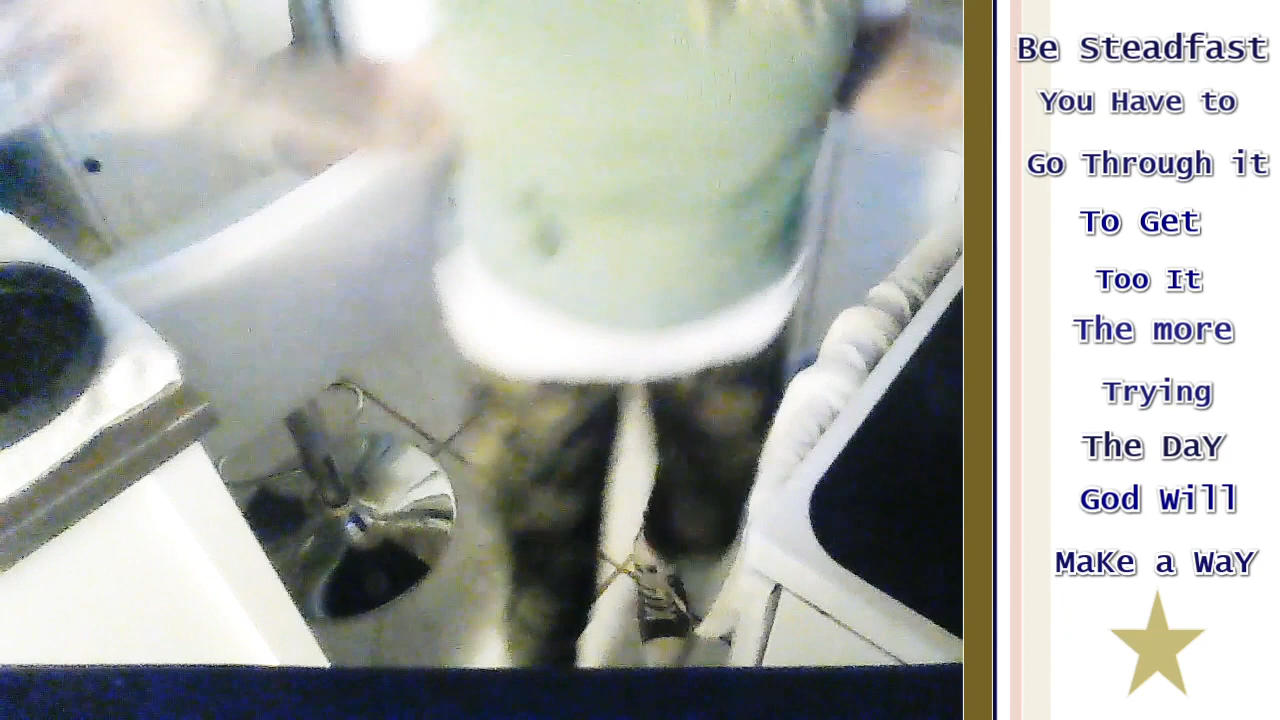 Be Steadfast
You Have to
Go Through it
To Get
Too It
The more
Trying
The DaY
God Will
MaKe a WaY